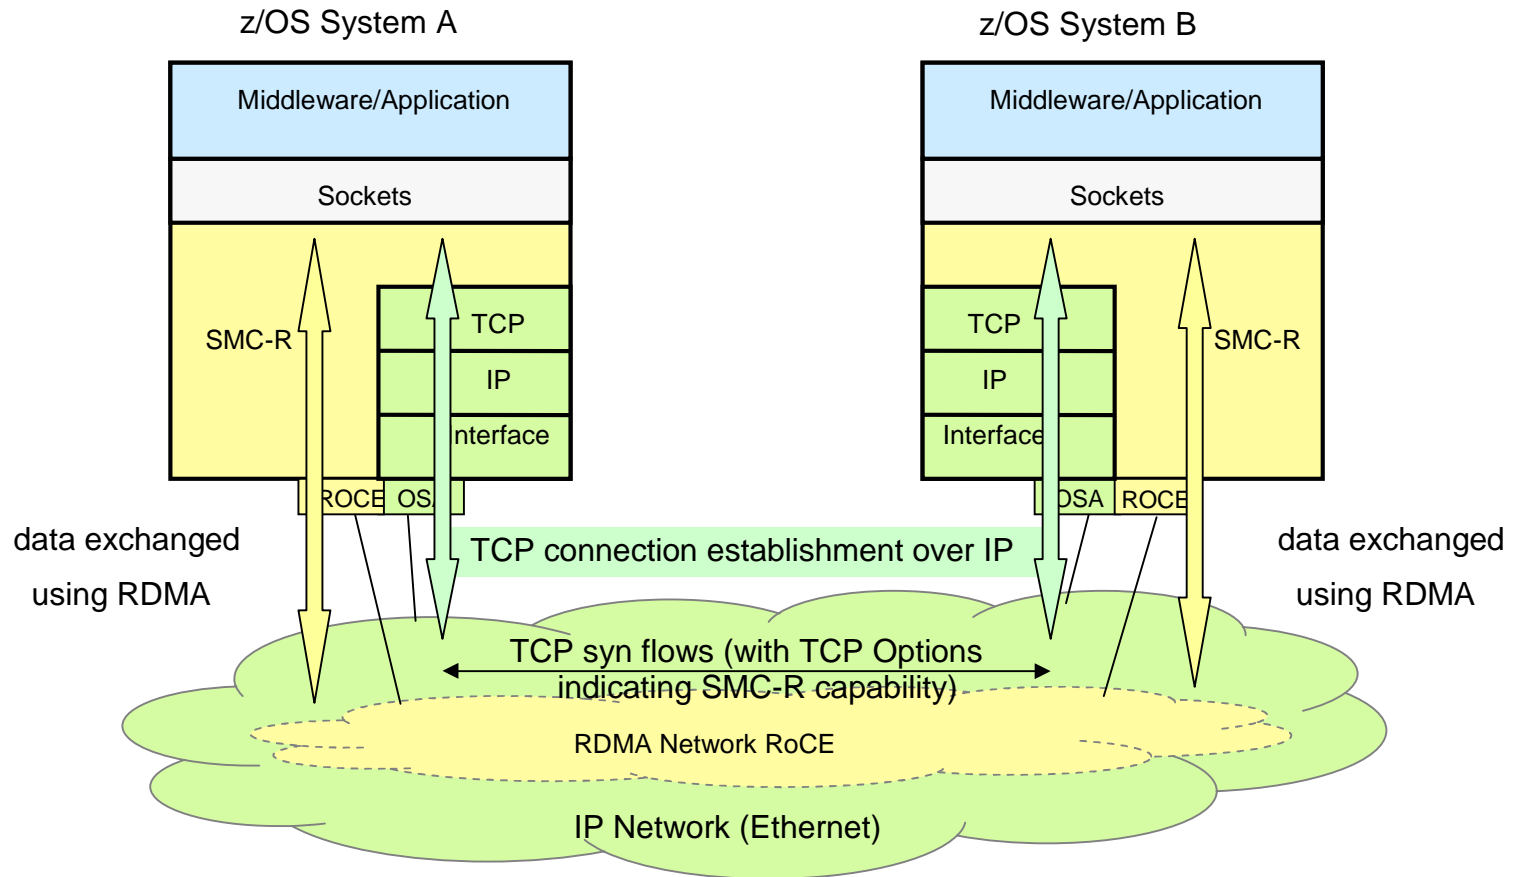 z/OS System A
z/OS System B
Middleware/Application
Middleware/Application
Sockets
Sockets
SMC-R
TCP
IP
nterface
TCP
IP
Interface
SMC-R
ROCE
OSA
OSA
ROCE
data exchanged
using RDMA
TCP connection establishment over IP
data exchanged
using RDMA
TCP syn flows (with TCP Options
indicating SMC-R capability)
RDMA Network RoCE
IP Network (Ethernet)